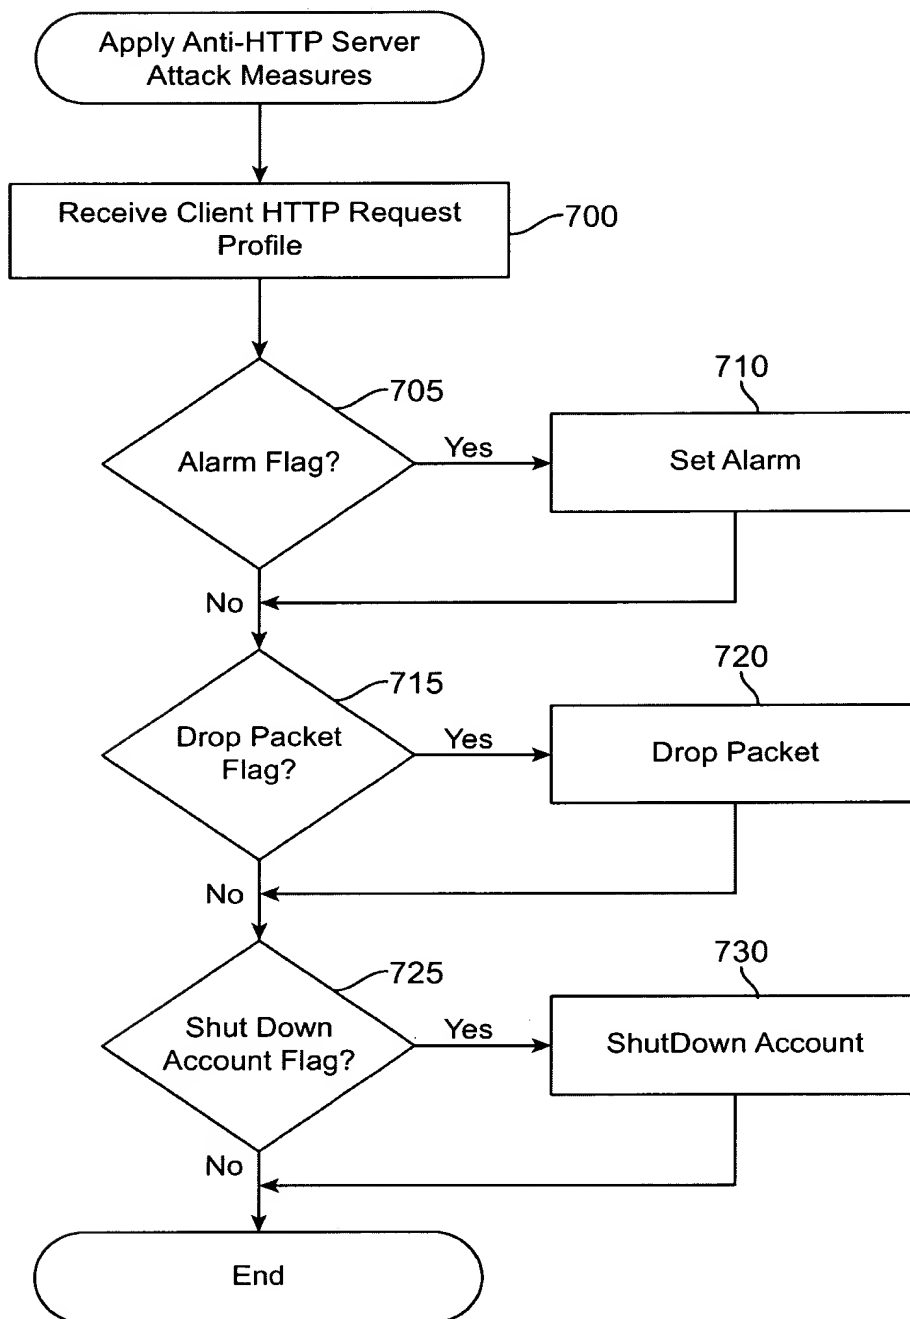 Apply Anti-HTTP Server
Attack Measures
Receive Client HTTP Request
Profile
700
705
710
Alarm Flag?
Yes
Set Alarm
No
715
720
Drop Packet
Flag?
Yes
Drop Packet
No
725
730
Shut Down
Account Flag?
Yes
ShutDown Account
No
End